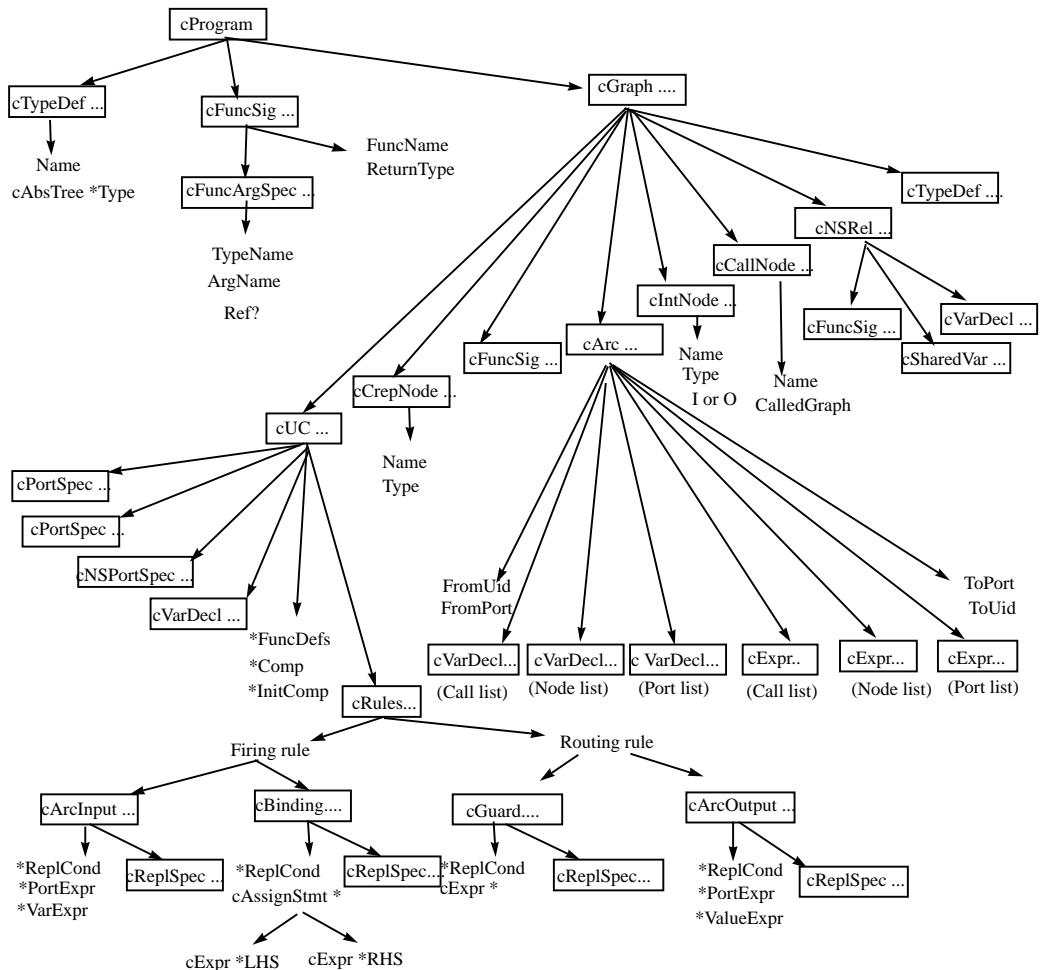 cProgram
cTypeDef ...
cFuncSig ...
cGraph ....
Name
cAbsTree *Type
FuncName
ReturnType
cFuncArgSpec ...
TypeName
ArgName
Ref?
cTypeDef ....
cNSRel ...
cCallNode ...
cIntNode ...
cFuncSig ...
cVarDecl ...
cSharedVar ...
cArc ...
cFuncSig ...
Name
Type
I or O
Name
CalledGraph
cCrepNode ...
cUC ...
Name
Type
cPortSpec ...
cPortSpec ...
cNSPortSpec ...
cVarDecl ...
*FuncDefs
*Comp
*InitComp
FromUid
FromPort
ToPort
ToUid
cVarDecl...
cVarDecl...
c VarDecl...
cExpr..
cExpr...
cExpr...
(Call list)
(Node list)
(Port list)
(Call list)
(Node list)
(Port list)
cRules...
Firing rule
Routing rule
cArcInput ...
cBinding....
cGuard....
cArcOutput ...
*ReplCond
*PortExpr
*VarExpr
cReplSpec ...
*ReplCond
cAssignStmt *
cReplSpec...
*ReplCond
cExpr *
cReplSpec...
*ReplCond
*PortExpr
*ValueExpr
cReplSpec ...
cExpr *LHS
cExpr *RHS